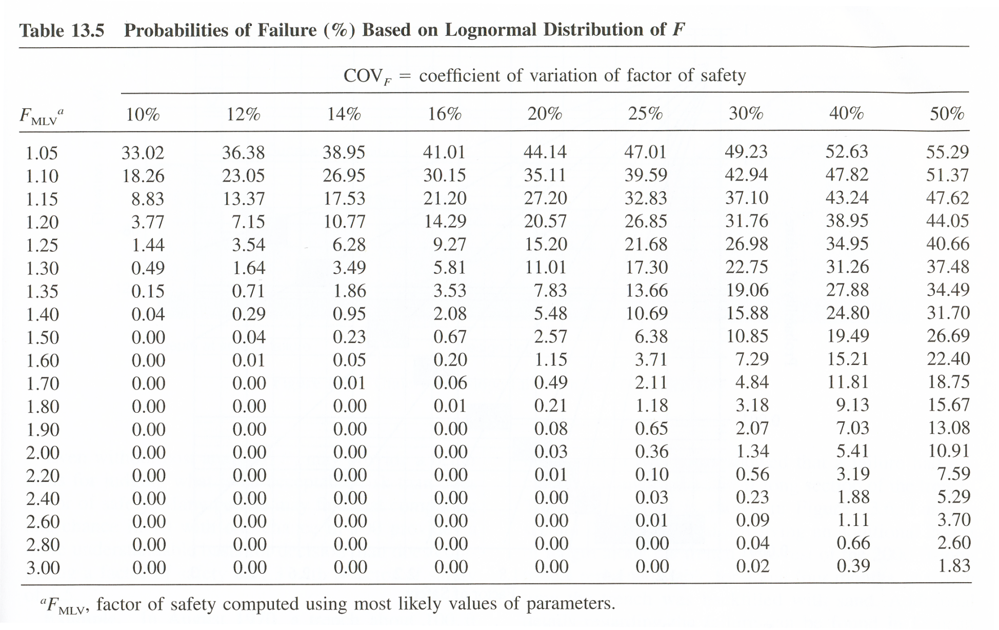 Table 13.5 Probabilities of Failure (%) Based on Lognormal Distribution of F
COV_F = coefficient of variation of factor of safety
F_MLV^a 10% 12% 14% 16% 20% 25% 30% 40% 50%
1.05 33.02 36.38 38.95 41.01 44.14 47.01 49.23 52.63 55.29
1.10 18.26 23.05 26.95 30.15 35.11 39.59 42.94 47.82 51.37
1.15 8.83 13.37 17.53 21.20 27.20 32.83 37.10 43.24 47.62
1.20 3.77 7.15 10.77 14.29 20.57 26.85 31.76 38.95 44.05
1.25 1.44 3.54 6.28 9.27 15.20 21.68 26.98 34.95 40.66
1.30 0.49 1.64 3.49 5.81 11.01 17.30 22.75 31.26 37.48
1.35 0.15 0.71 1.86 3.53 7.83 13.66 19.06 27.88 34.49
1.40 0.04 0.29 0.95 2.08 5.48 10.69 15.88 24.80 31.70
1.50 0.00 0.04 0.23 0.67 2.57 6.38 10.85 19.49 26.69
1.60 0.00 0.01 0.05 0.20 1.15 3.71 7.29 15.21 22.40
1.70 0.00 0.00 0.01 0.06 0.49 2.11 4.84 11.81 18.75
1.80 0.00 0.00 0.00 0.01 0.21 1.18 3.18 9.13 15.67
1.90 0.00 0.00 0.00 0.00 0.08 0.65 2.07 7.03 13.08
2.00 0.00 0.00 0.00 0.00 0.03 0.36 1.34 5.41 10.91
2.20 0.00 0.00 0.00 0.00 0.01 0.10 0.56 3.19 7.59
2.40 0.00 0.00 0.00 0.00 0.00 0.03 0.23 1.88 5.29
2.60 0.00 0.00 0.00 0.00 0.00 0.01 0.09 1.11 3.70
2.80 0.00 0.00 0.00 0.00 0.00 0.00 0.04 0.66 2.60
3.00 0.00 0.00 0.00 0.00 0.00 0.00 0.02 0.39 1.83
^aF_MLV, factor of safety computed using most likely values of parameters.